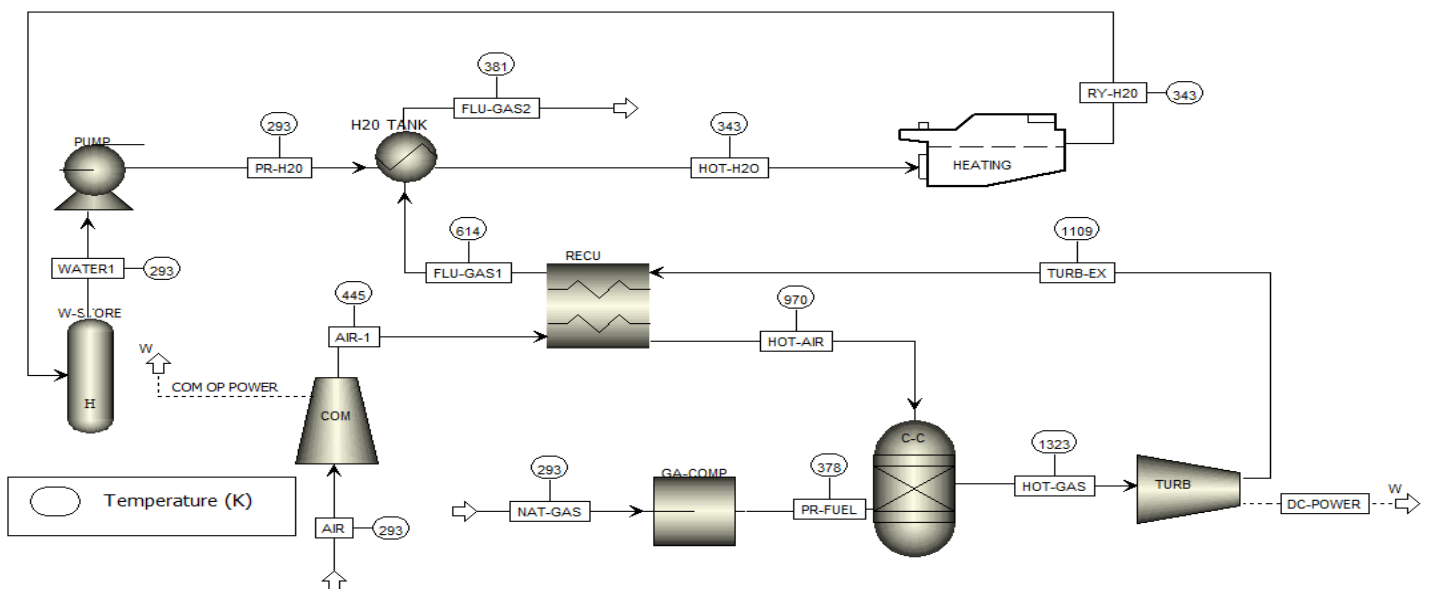 381
FLU-GAS2
RY-H20
343
H20 TANK
293
343
PUMP
PR-H20
HOT-H2O
HEATING
614
1109
WATER1
293
FLU-GAS1
RECU
TURB-EX
445
970
W-STORE
AIR-1
HOT-AIR
W
COM OP POWER
H
COM
C-C
293
GA-COMP
378
1323
Temperature (K)
NAT-GAS
PR-FUEL
HOT-GAS
TURB
W
DC-POWER
AIR
293